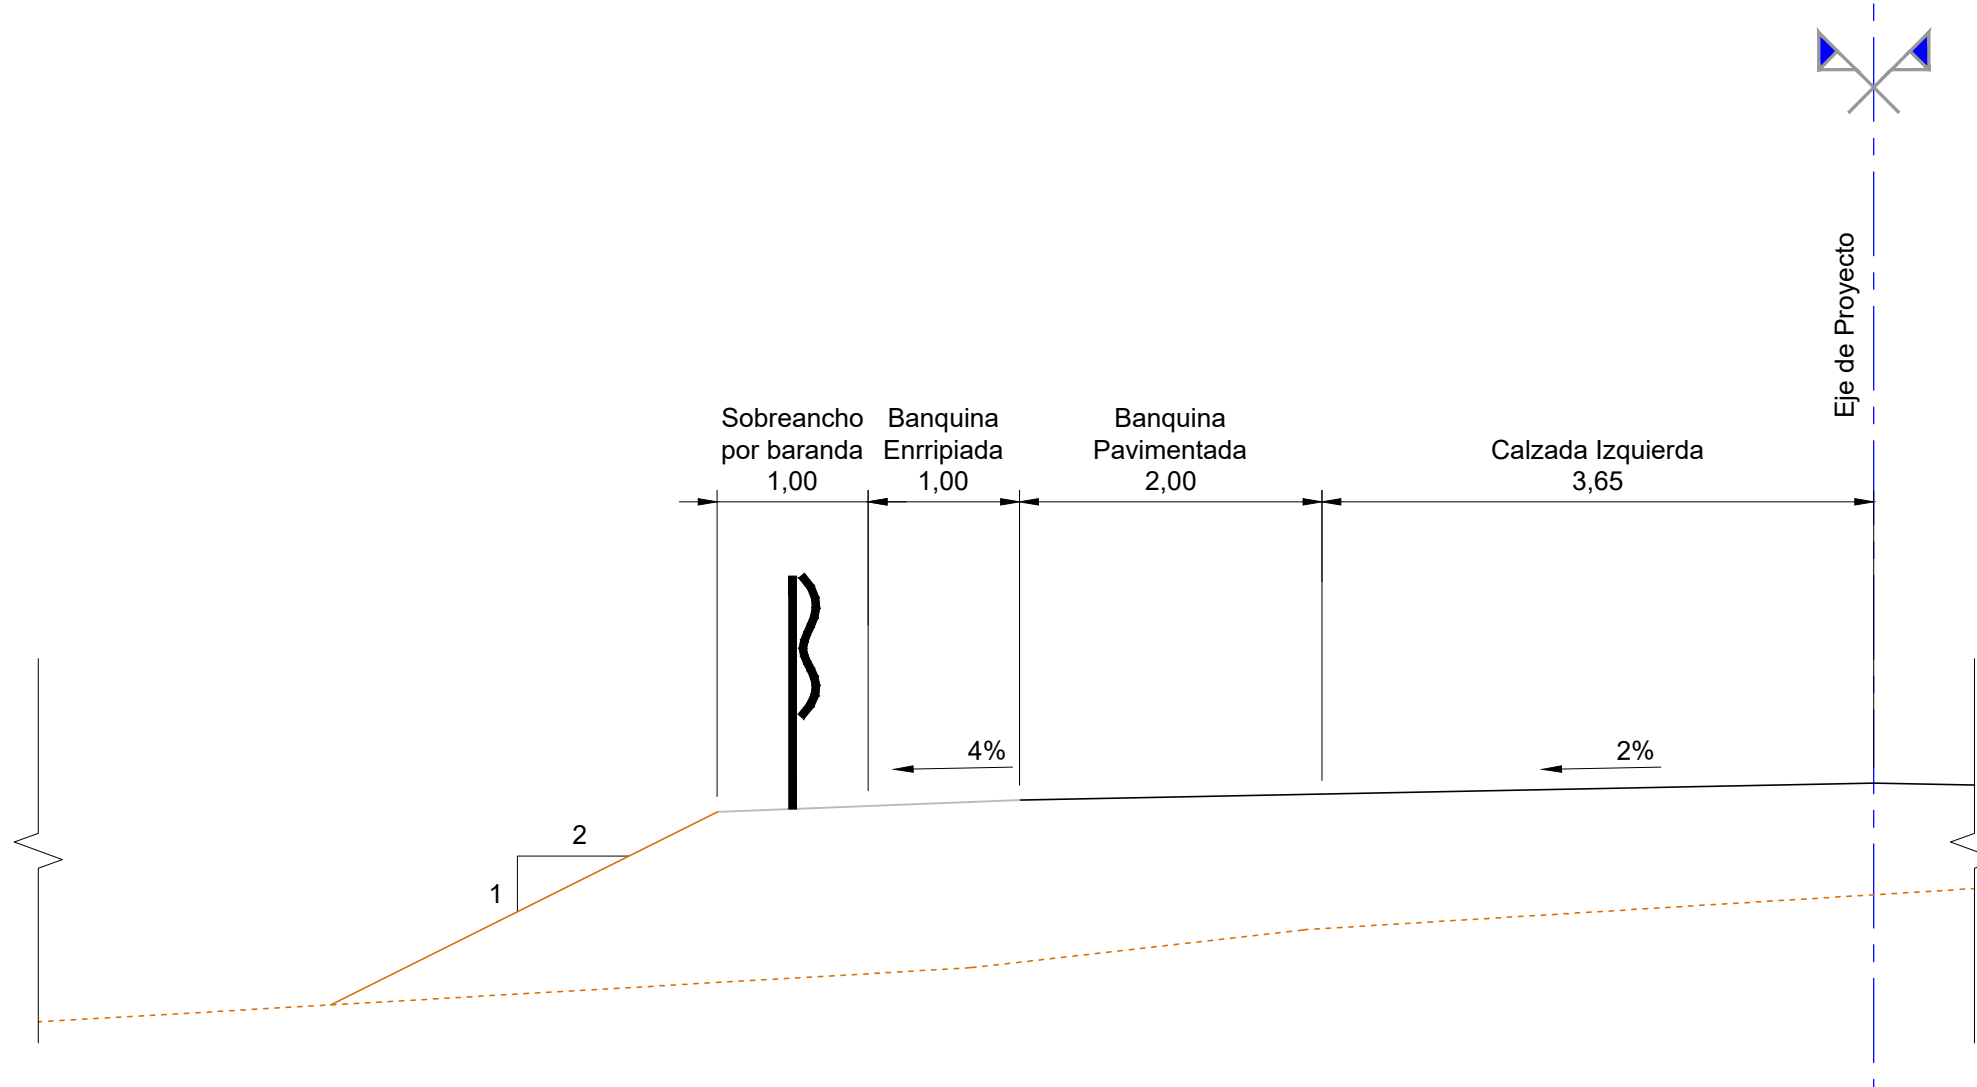 Eje de Proyecto
Sobreancho
por baranda
1,00
Banquina
Enrripiada
1,00
Banquina
Pavimentada
2,00
Calzada Izquierda
3,65
4%
2%
2
1